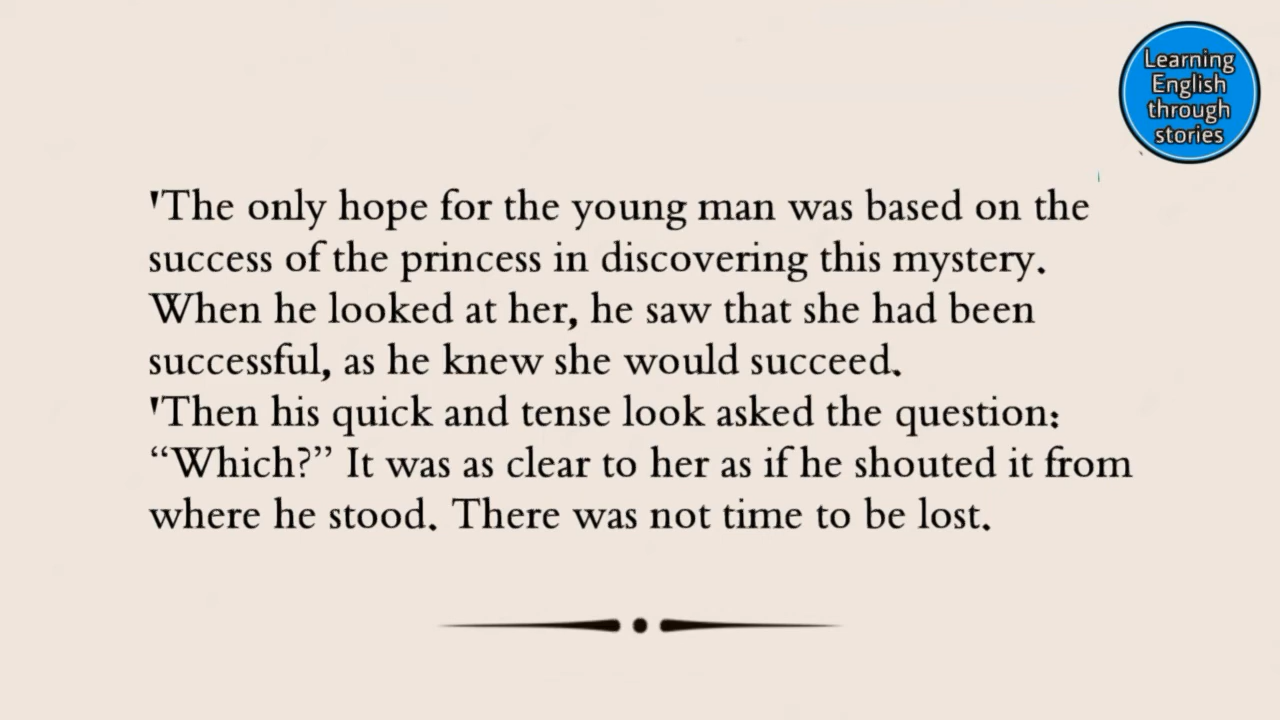 Learning
English
through
stories
'The only hope for the young man was based on the
success of the princess in discovering this mystery.
When he looked at her, he saw that she had been
successful, as he knew she would succeed.
'Then his quick and tense look asked the question:
“Which?” It was as clear to her as if he shouted it from
where he stood. There was not time to be lost.